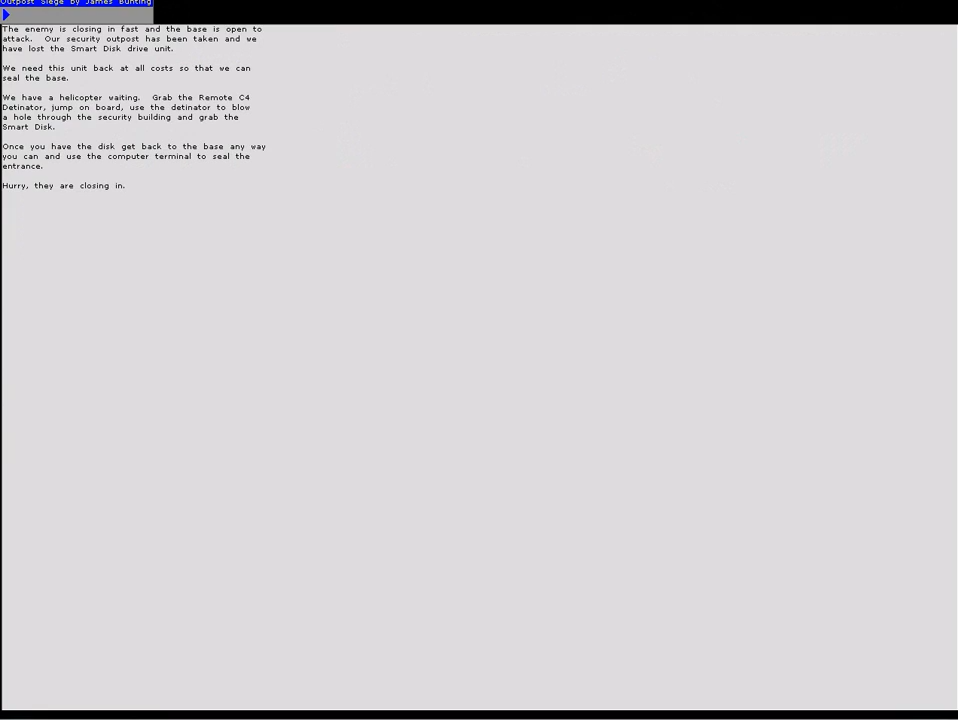 Outpost Siege by James Bunting
The enemy is closing in fast and the base is open to
attack. Our security outpost has been taken and we
have lost the Smart Disk drive unit.
We need this unit back at all costs so that we can
seal the base.
We have a helicopter waiting. Grab the Remote C4
Detinator, jump on board, use the detinator to blow
a hole through the security building and grab the
Smart Disk.
Once you have the disk get back to the base any way
you can and use the computer terminal to seal the
entrance.
Hurry, they are closing in.